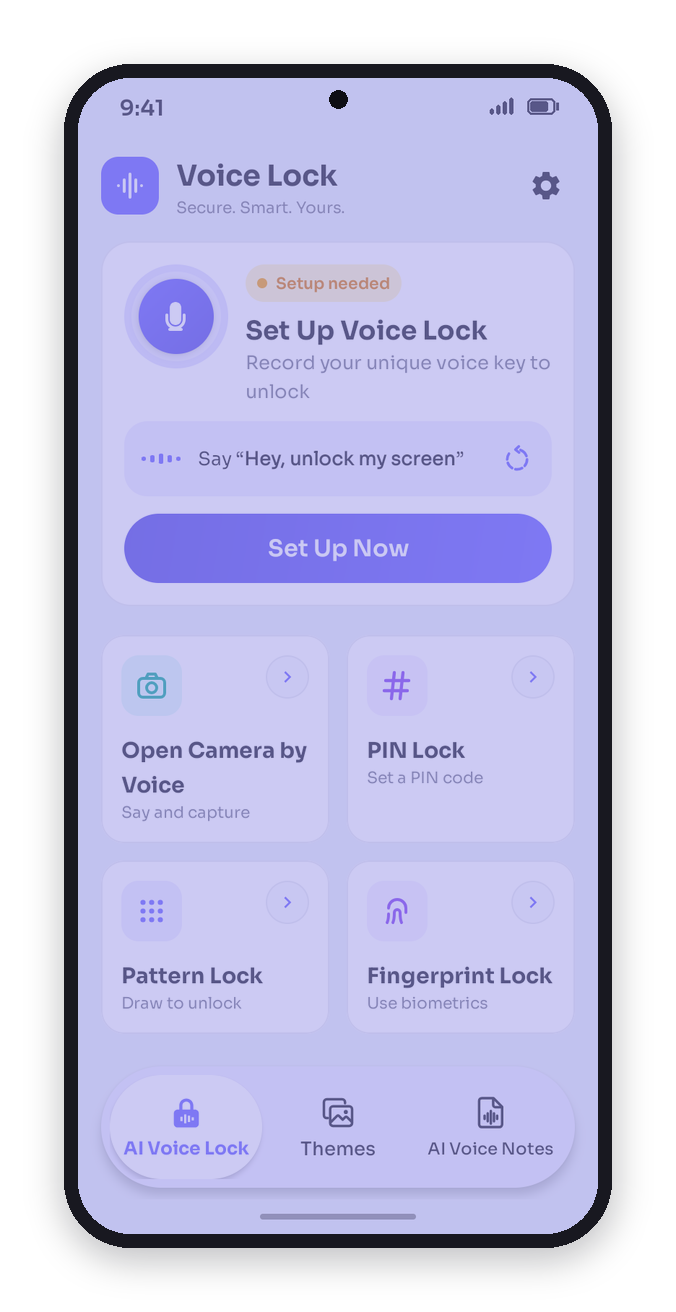 9:41
Voice Lock
Secure. Smart. Yours.
Setup needed
Set Up Voice Lock
Record your unique voice key to
unlock
Say “Hey, unlock my screen”
Set Up Now
Open Camera by
Voice
Say and capture
PIN Lock
Set a PIN code
Pattern Lock
Draw to unlock
Fingerprint Lock
Use biometrics
AI Voice Lock
Themes
AI Voice Notes